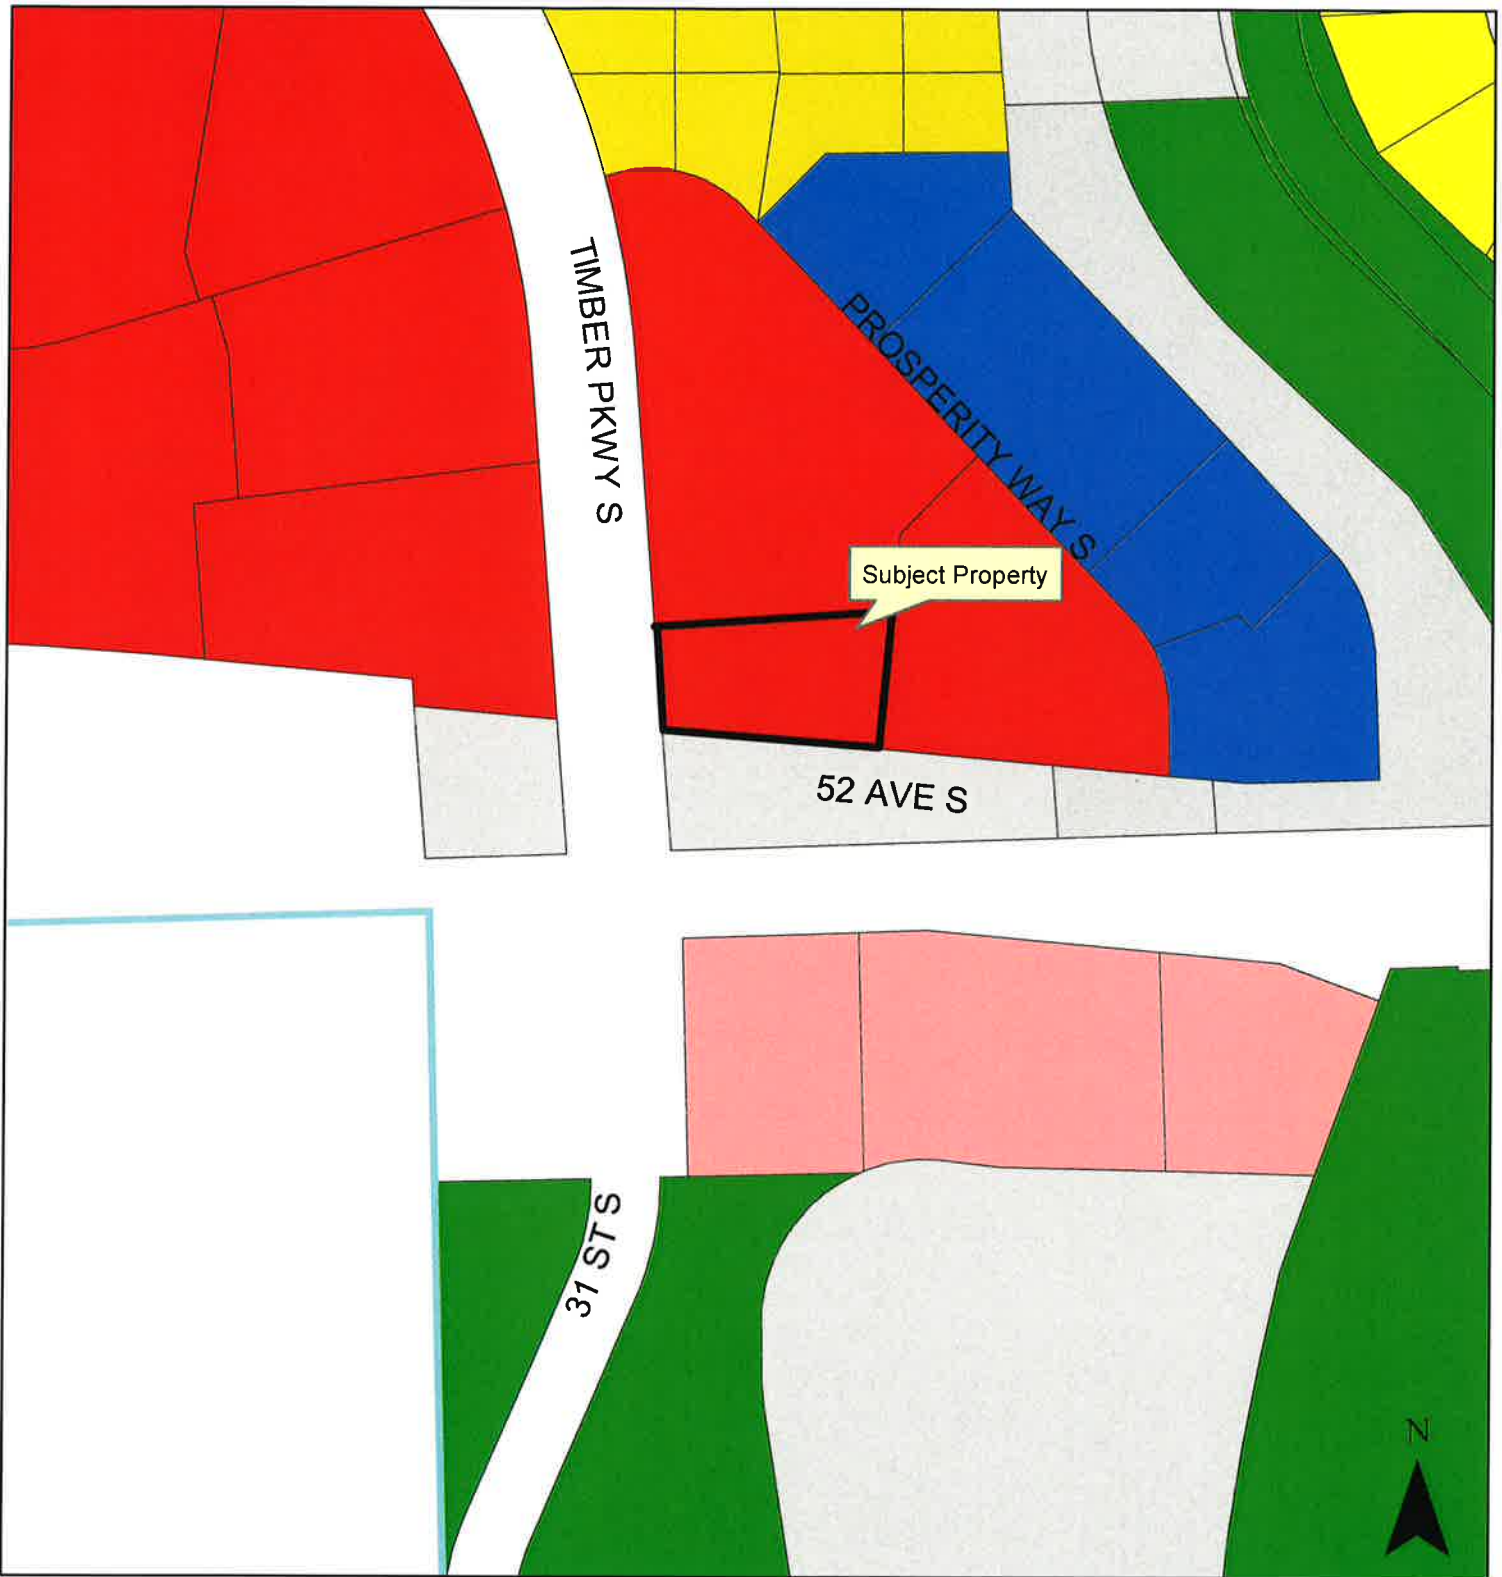 TIMBER PKWY S
PROSPERITY WAY S
Subject Property
52 AVE S
31 ST S
N